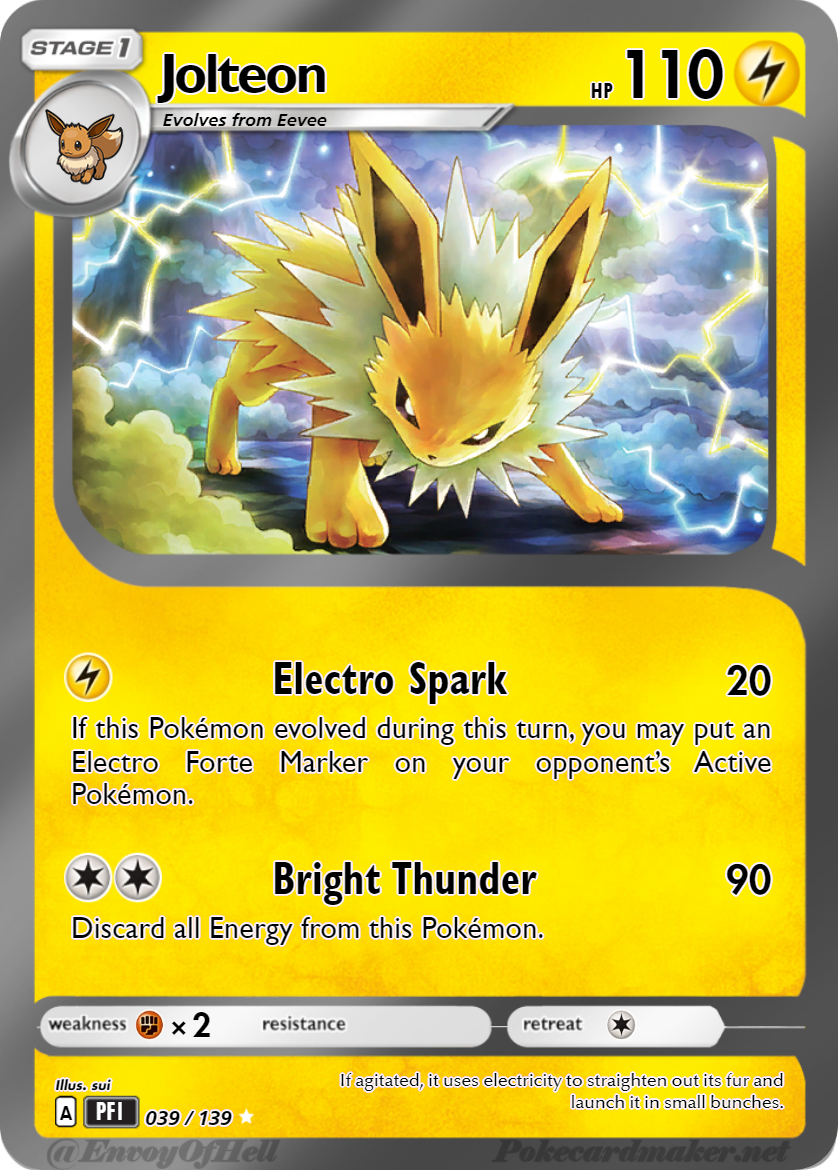 STAGE 1
Jolteon
HP 110
Evolves from Eevee
Electro Spark 20
If this Pokémon evolved during this turn, you may put an
Electro Forte Marker on your opponent's Active
Pokémon.
Bright Thunder 90
Discard all Energy from this Pokémon.
weakness × 2 resistance retreat
Illus. sui
If agitated, it uses electricity to straighten out its fur and
launch it in small bunches.
A PFI 039 / 139
@EnvoyOfHell Pokecardmaker.net